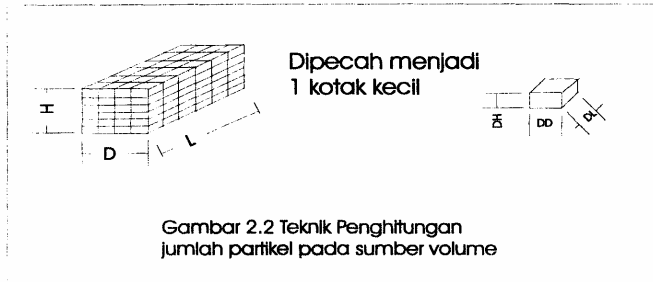 Dipecah menjadi
1 kotak kecil
H
D
L
DH
DD
DL
Gambar 2.2 Teknik Penghitungan
jumlah partikel pada sumber volume